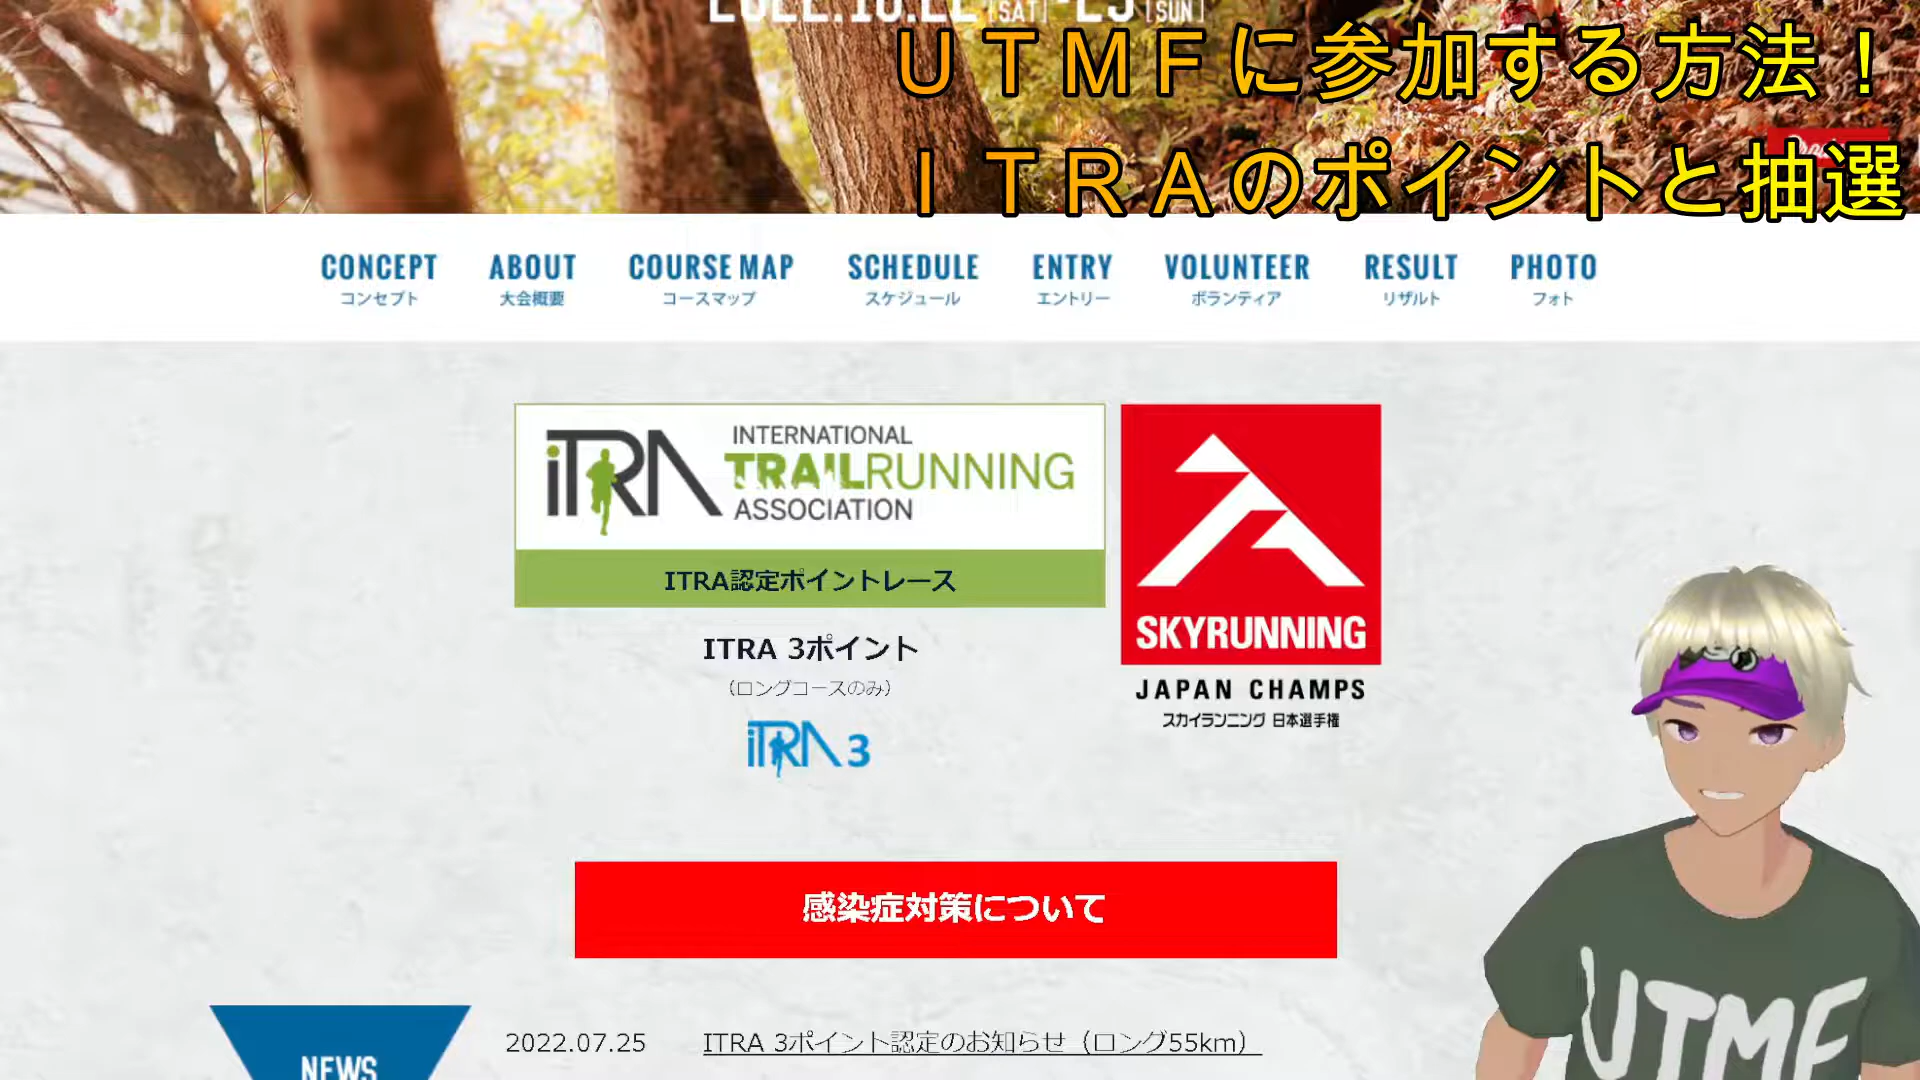 2022.10.22[SAT]-23[SUN]
UTMFに参加する方法!
ITRAのポイントと抽選
CONCEPT ABOUT COURSE MAP SCHEDULE ENTRY VOLUNTEER RESULT PHOTO
コンセプト 大会概要 コースマップ スケジュール エントリー ボランティア リザルト フォト
iTRA INTERNATIONAL
TRAILRUNNING
ASSOCIATION
ITRA認定ポイントレース
ITRA 3ポイント
(ロングコースのみ)
iTRA 3
SKYRUNNING
JAPAN CHAMPS
スカイランニング 日本選手権
感染症対策について
NEWS
2022.07.25 ITRA 3ポイント認定のお知らせ(ロング55km)
UTMF